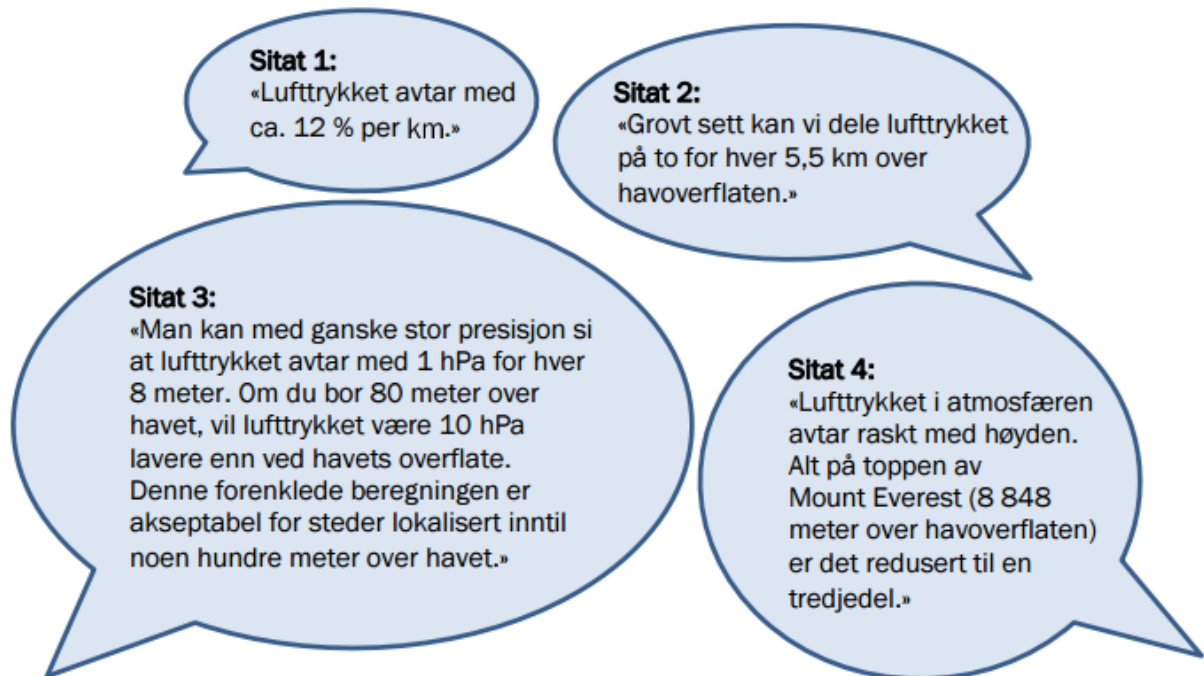 Sitat 1:
«Lufttrykket avtar med
ca. 12 % per km.»
Sitat 2:
«Grovt sett kan vi dele lufttrykket
på to for hver 5,5 km over
havoverflaten.»
Sitat 3:
«Man kan med ganske stor presisjon si
at lufttrykket avtar med 1 hPa for hver
8 meter. Om du bor 80 meter over
havet, vil lufttrykket være 10 hPa
lavere enn ved havets overflate.
Denne forenklede beregningen er
akseptabel for steder lokalisert inntil
noen hundre meter over havet.»
Sitat 4:
«Lufttrykket i atmosfæren
avtar raskt med høyden.
Alt på toppen av
Mount Everest (8 848
meter over havoverflaten)
er det redusert til en
tredjedel.»